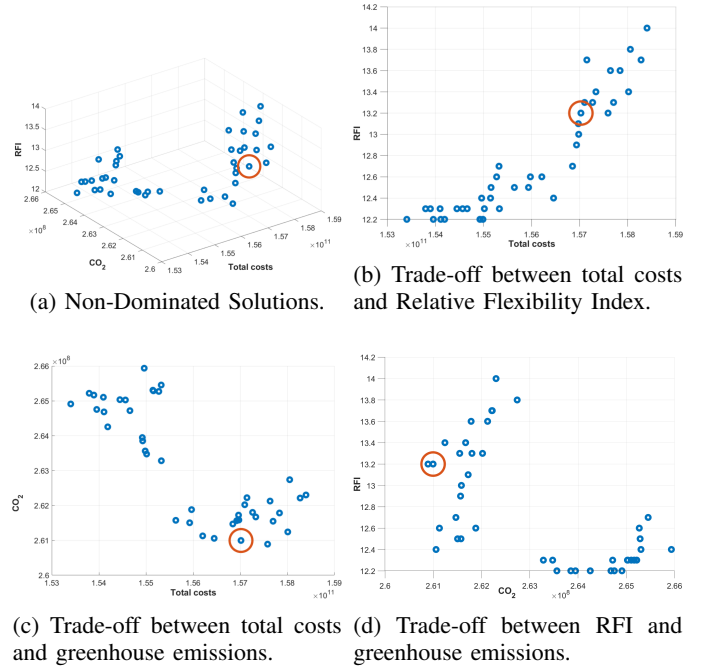 14
13.5
13
12.5
12
RFI
2.66
2.65
2.64
2.63
2.62
2.61
2.6
×10⁸
CO₂
1.53
1.54
1.55
1.56
1.57
1.58
1.59
×10¹¹
Total costs
(a) Non-Dominated Solutions.
14.2
14
13.8
13.6
13.4
13.2
13
12.8
12.6
12.4
12.2
RFI
1.53 1.54 1.55 1.56 1.57 1.58 1.59
×10¹¹
Total costs
(b) Trade-off between total costs
and Relative Flexibility Index.
×10⁸
2.66
2.65
2.64
2.63
2.62
2.61
2.6
CO₂
1.53 1.54 1.55 1.56 1.57 1.58 1.59
Total costs
×10¹¹
(c) Trade-off between total costs
and greenhouse emissions.
14.2
14
13.8
13.6
13.4
13.2
13
12.8
12.6
12.4
12.2
RFI
2.6 2.61 2.62 2.63 2.64 2.65 2.66
CO₂
×10⁸
(d) Trade-off between RFI and
greenhouse emissions.